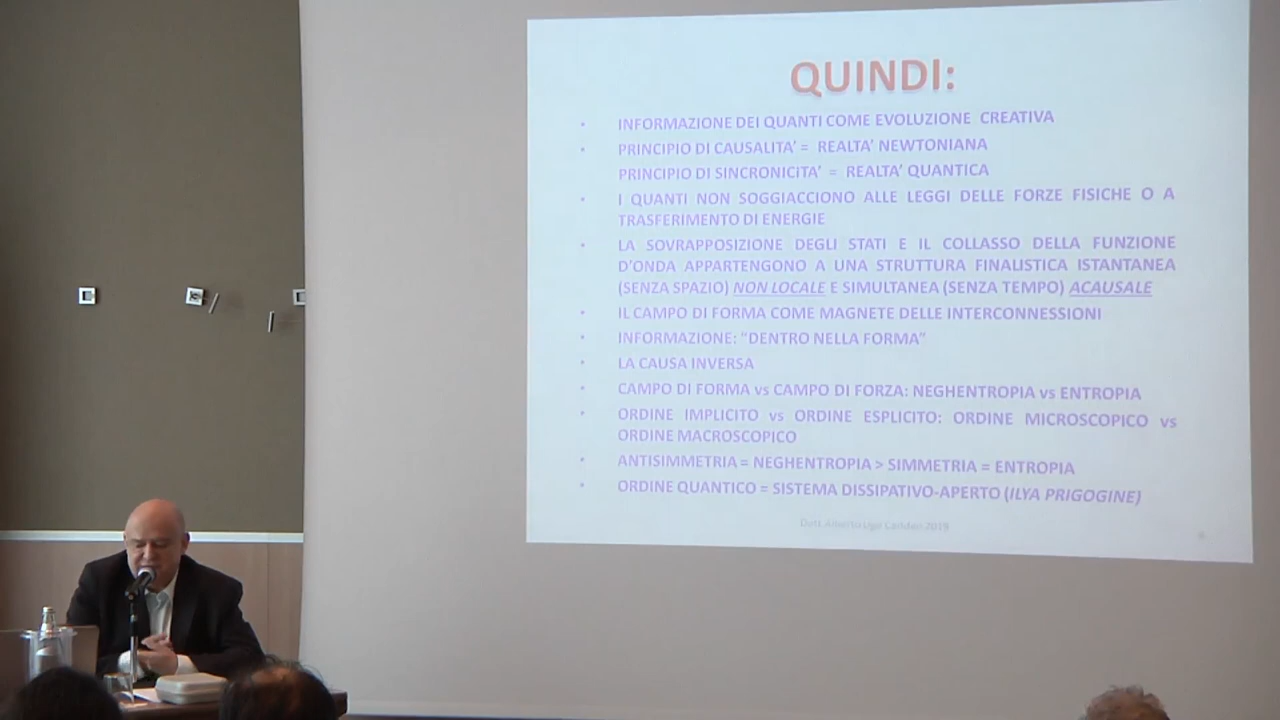 QUINDI:
• INFORMAZIONE DEI QUANTI COME EVOLUZIONE CREATIVA
• PRINCIPIO DI CAUSALITA' = REALTA' NEWTONIANA
PRINCIPIO DI SINCRONICITA' = REALTA' QUANTICA
• I QUANTI NON SOGGIACCIONO ALLE LEGGI DELLE FORZE FISICHE O A
TRASFERIMENTO DI ENERGIE
• LA SOVRAPPOSIZIONE DEGLI STATI E IL COLLASSO DELLA FUNZIONE
D'ONDA APPARTENGONO A UNA STRUTTURA FINALISTICA ISTANTANEA
(SENZA SPAZIO) NON LOCALE E SIMULTANEA (SENZA TEMPO) ACAUSALE
• IL CAMPO DI FORMA COME MAGNETE DELLE INTERCONNESSIONI
• INFORMAZIONE: "DENTRO NELLA FORMA"
• LA CAUSA INVERSA
• CAMPO DI FORMA vs CAMPO DI FORZA: NEGHENTROPIA vs ENTROPIA
• ORDINE IMPLICITO vs ORDINE ESPLICITO: ORDINE MICROSCOPICO vs
ORDINE MACROSCOPICO
• ANTISIMMETRIA = NEGHENTROPIA > SIMMETRIA = ENTROPIA
• ORDINE QUANTICO = SISTEMA DISSIPATIVO-APERTO (ILYA PRIGOGINE)
Dott. Alberto Ugo 2019